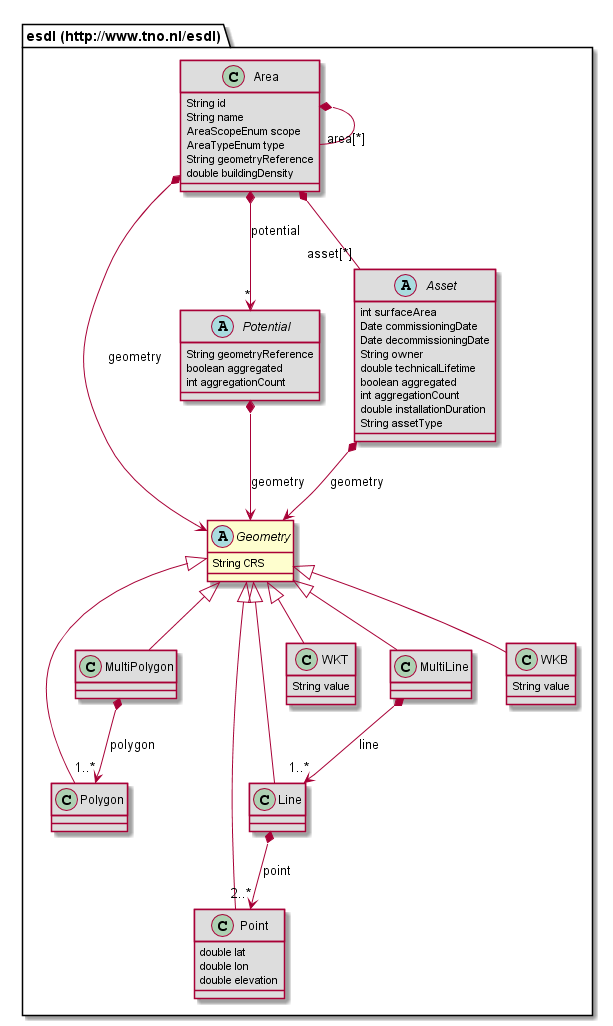 esdl (http://www.tno.nl/esdl)
C Area
String id
String name
AreaScopeEnum scope
AreaTypeEnum type
String geometryReference
double buildingDensity
area[*]
potential
asset[*]
*
A Asset
int surfaceArea
Date commissioningDate
Date decommissioningDate
String owner
double technicalLifetime
boolean aggregated
int aggregationCount
double installationDuration
String assetType
A Potential
String geometryReference
boolean aggregated
int aggregationCount
geometry
geometry
geometry
A Geometry
String CRS
C MultiPolygon
C WKT
String value
C MultiLine
C WKB
String value
polygon
line
1..*
1..*
C Polygon
C Line
point
2..*
C Point
double lat
double lon
double elevation